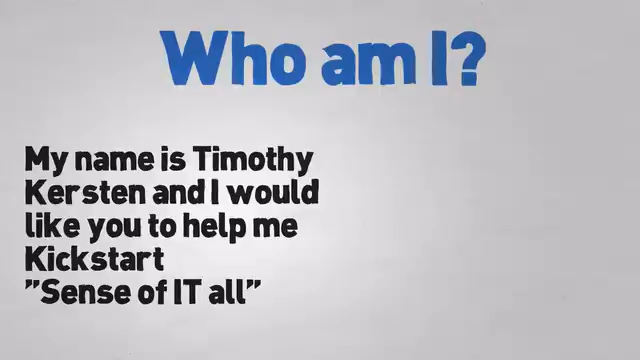 Who am I?
My name is Timothy
Kersten and I would
like you to help me
Kickstart
"Sense of IT all"